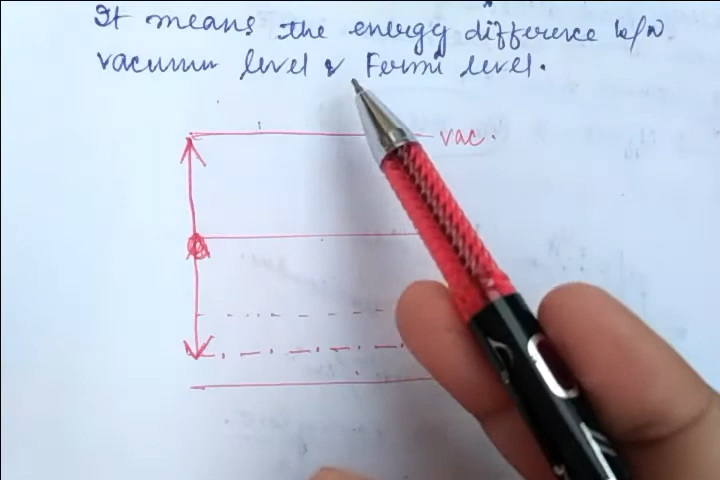 It means the energy difference b/w
vacuum level & Fermi level.
vac.